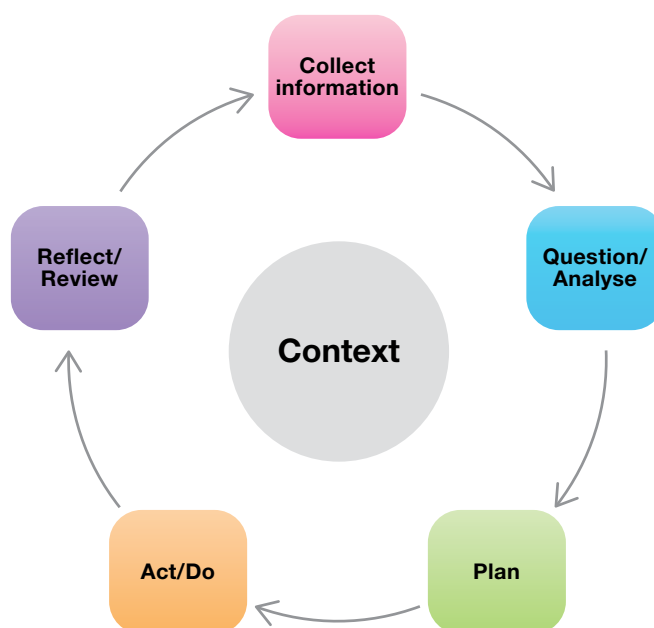 Collect
information
Question/
Analyse
Plan
Act/Do
Reflect/
Review
Context